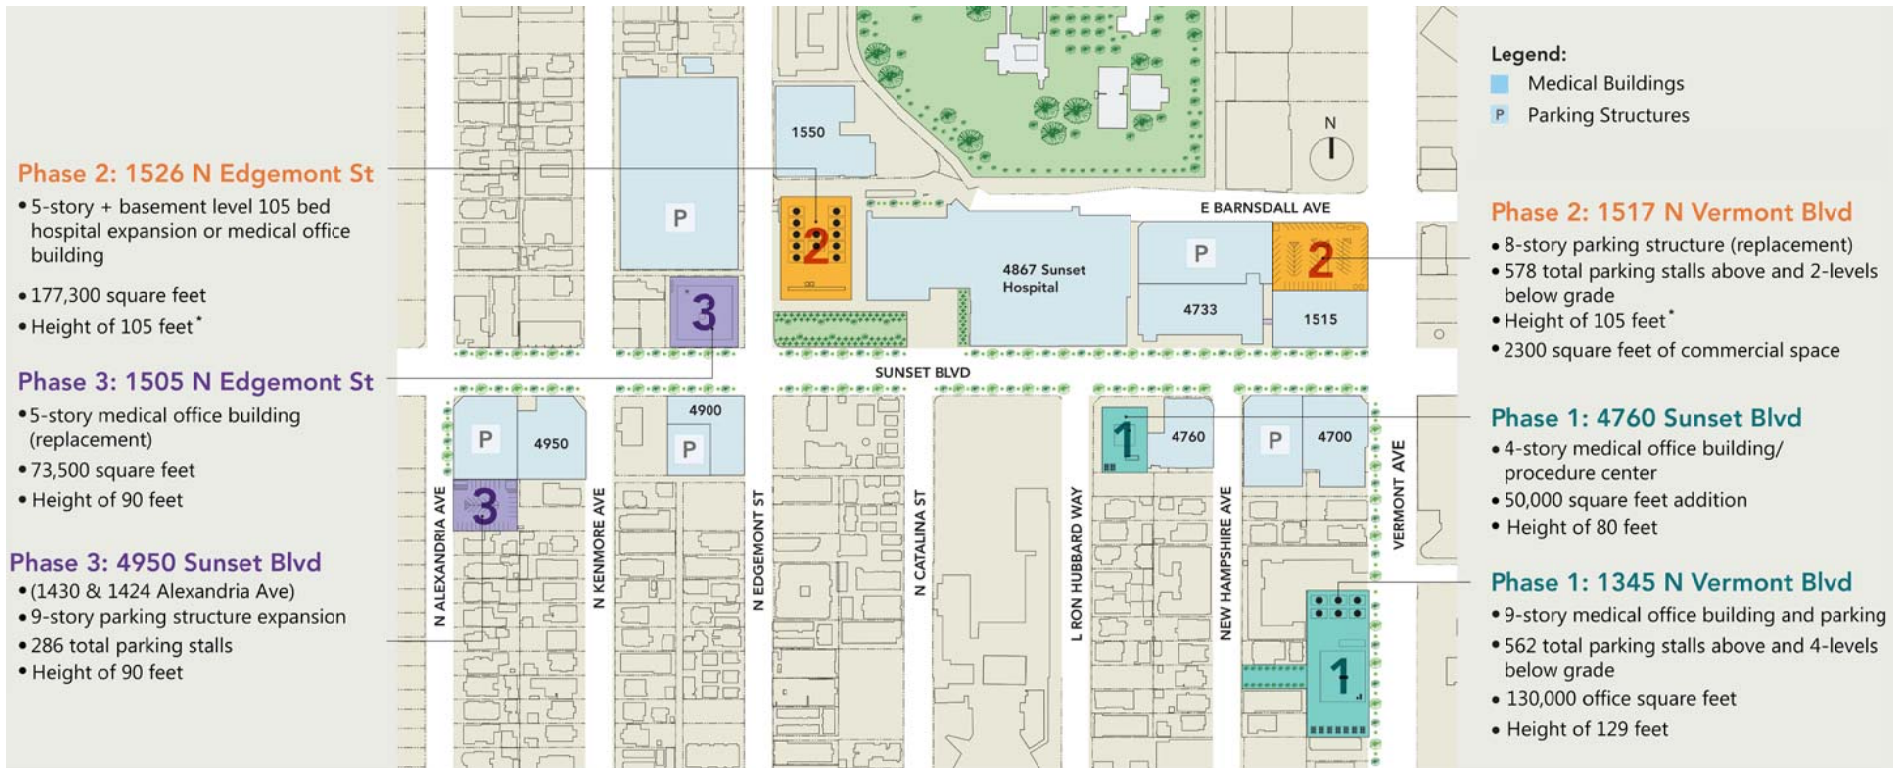 Phase 2: 1526 N Edgemont St
• 5-story + basement level 105 bed
hospital expansion or medical office
building
• 177,300 square feet
• Height of 105 feet*
Phase 3: 1505 N Edgemont St
• 5-story medical office building
(replacement)
• 73,500 square feet
• Height of 90 feet
Phase 3: 4950 Sunset Blvd
• (1430 & 1424 Alexandria Ave)
• 9-story parking structure expansion
• 286 total parking stalls
• Height of 90 feet
1550
P
2
E BARNSDALL AVE
N
3
4867 Sunset
Hospital
P
2
4733
1515
SUNSET BLVD
P
4950
4900
P
1
4760
P
4700
3
N ALEXANDRIA AVE
N KENMORE AVE
N EDGEMONT ST
N CATALINA ST
L RON HUBBARD WAY
NEW HAMPSHIRE AVE
VERMONT AVE
1
Legend:
Medical Buildings
P Parking Structures
Phase 2: 1517 N Vermont Blvd
• 8-story parking structure (replacement)
• 578 total parking stalls above and 2-levels
below grade
• Height of 105 feet*
• 2300 square feet of commercial space
Phase 1: 4760 Sunset Blvd
• 4-story medical office building/
procedure center
• 50,000 square feet addition
• Height of 80 feet
Phase 1: 1345 N Vermont Blvd
• 9-story medical office building and parking
• 562 total parking stalls above and 4-levels
below grade
• 130,000 office square feet
• Height of 129 feet